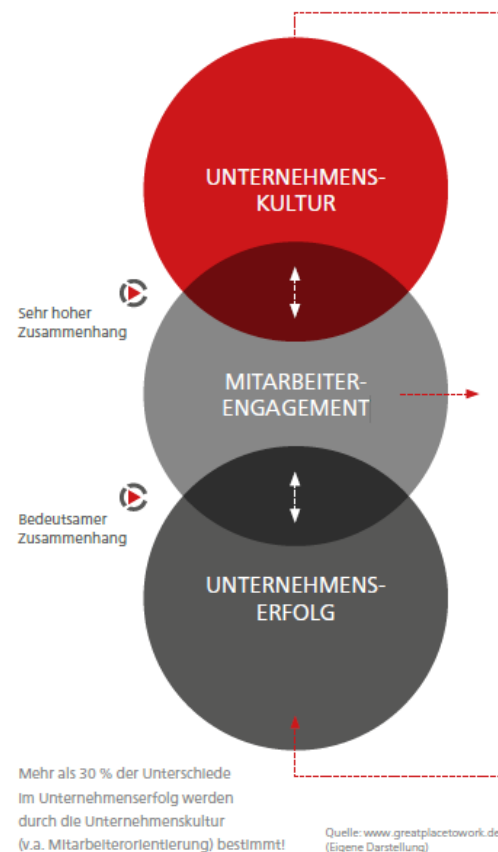 UNTERNEHMENS-
KULTUR
Sehr hoher
Zusammenhang
MITARBEITER-
ENGAGEMENT
Bedeutsamer
Zusammenhang
UNTERNEHMENS-
ERFOLG
Mehr als 30 % der Unterschiede
im Unternehmenserfolg werden
durch die Unternehmenskultur
(v.a. Mitarbeiterorientierung) bestimmt!
Quelle: www.greatplacetowork.de
(Eigene Darstellung)